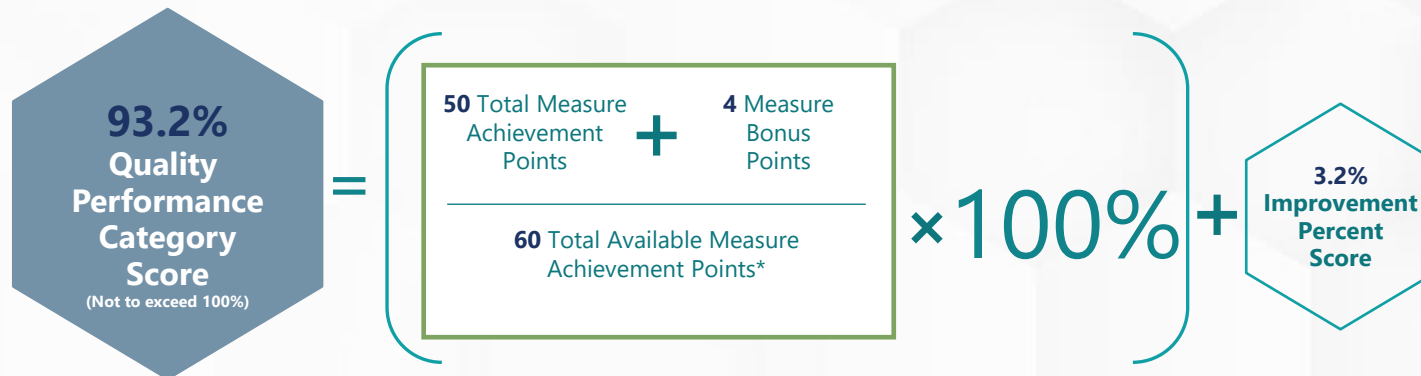 93.2%
Quality
Performance
Category
Score
(Not to exceed 100%)
=
50 Total Measure
Achievement
Points
+
4 Measure
Bonus
Points
60 Total Available Measure
Achievement Points*
×100%
+
3.2%
Improvement
Percent
Score